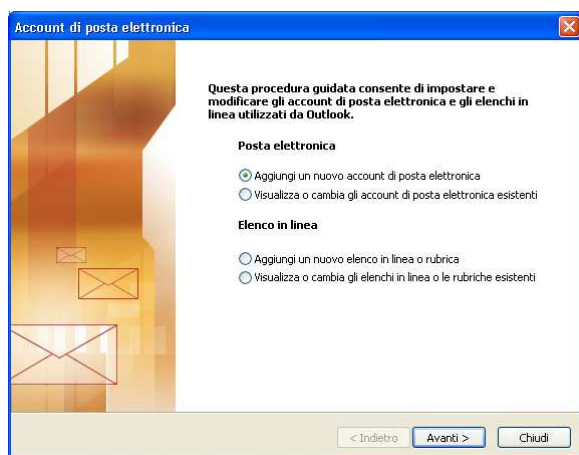 Account di posta elettronica
Questa procedura guidata consente di impostare e
modificare gli account di posta elettronica e gli elenchi in
linea utilizzati da Outlook.
Posta elettronica
Aggiungi un nuovo account di posta elettronica
Visualizza o cambia gli account di posta elettronica esistenti
Elenco in linea
Aggiungi un nuovo elenco in linea o rubrica
Visualizza o cambia gli elenchi in linea o le rubriche esistenti
< Indietro Avanti > Chiudi